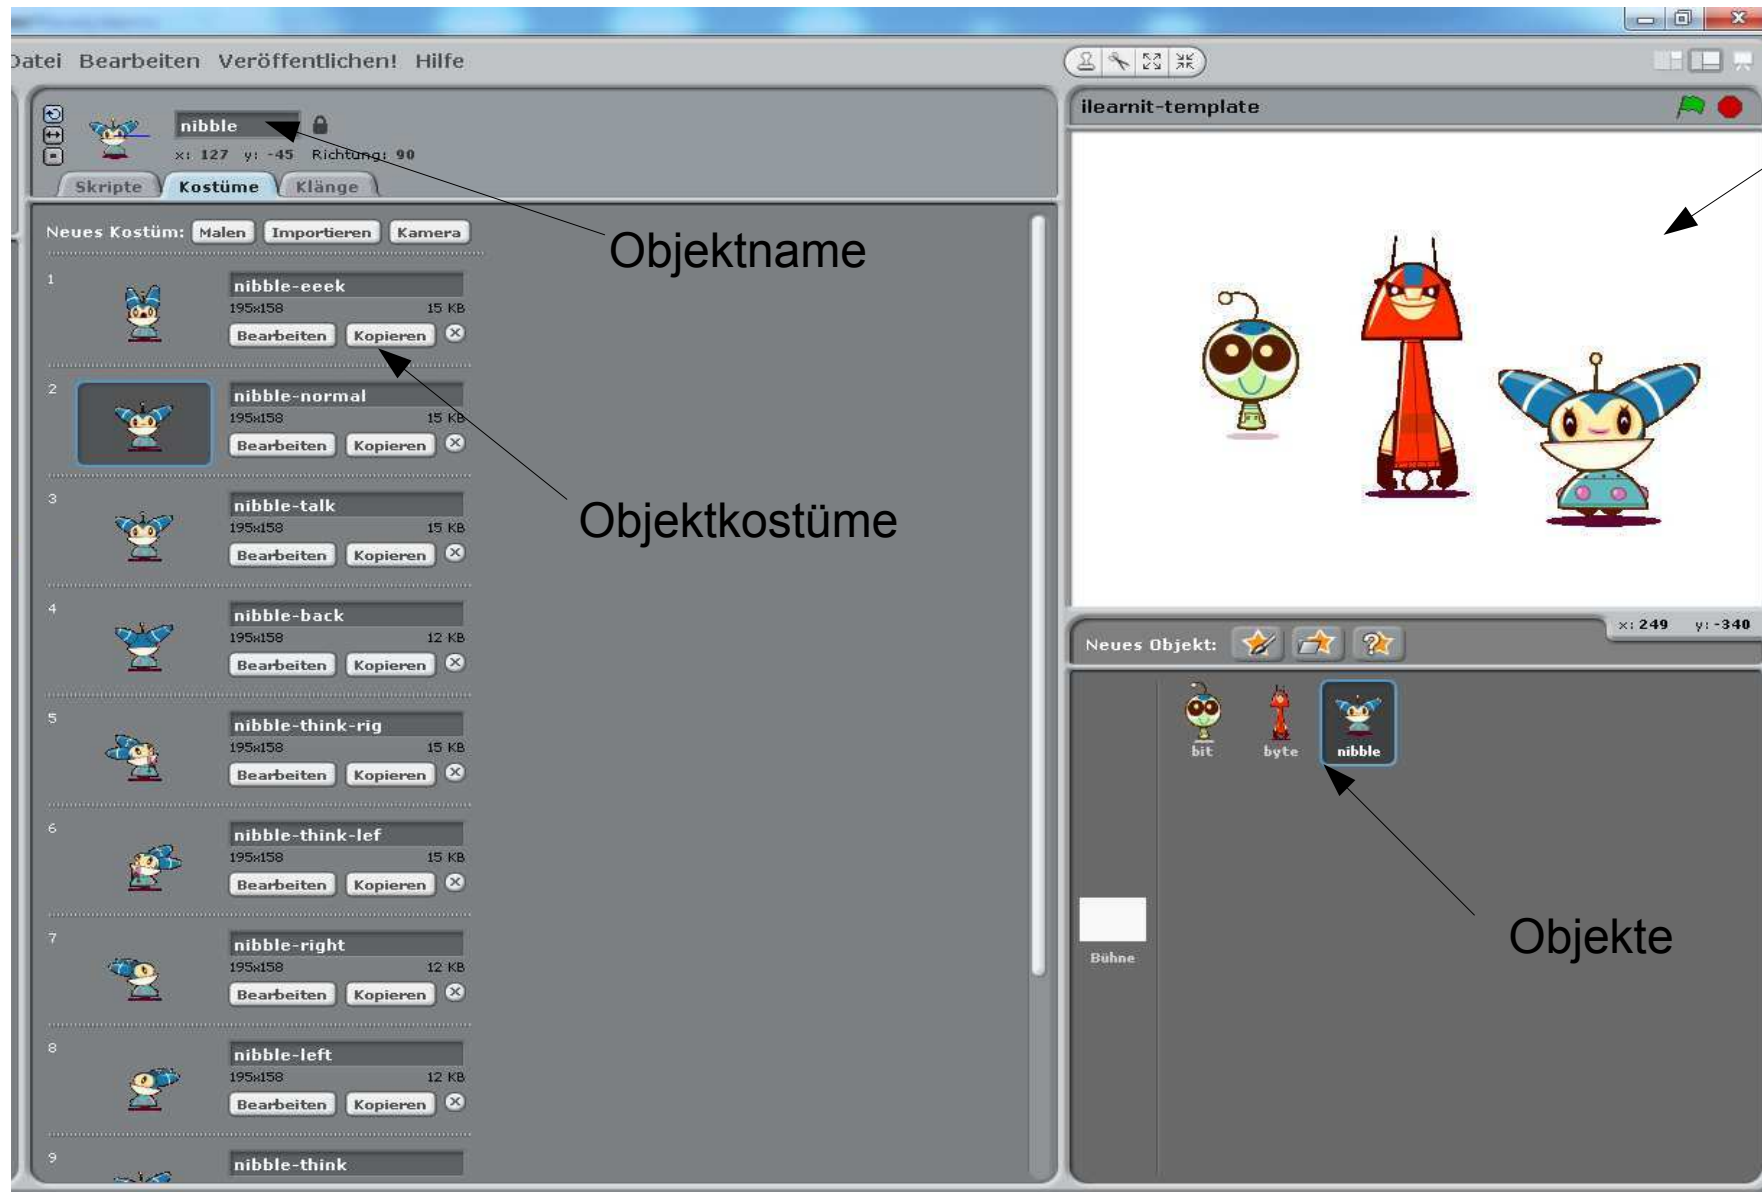 Datei Bearbeiten Veröffentlichen! Hilfe
nibble
x: 127 y: -45 Richtung: 90
Skripte Kostüme Klänge
Neues Kostüm: Malen Importieren Kamera
Objektname
1
nibble-eeek
195x158 15 KB
Bearbeiten Kopieren
2
nibble-normal
195x158 15 KB
Bearbeiten Kopieren
Objektkostüme
3
nibble-talk
195x158 15 KB
Bearbeiten Kopieren
4
nibble-back
195x158 12 KB
Bearbeiten Kopieren
5
nibble-think-rig
195x158 15 KB
Bearbeiten Kopieren
6
nibble-think-lef
195x158 15 KB
Bearbeiten Kopieren
7
nibble-right
195x158 12 KB
Bearbeiten Kopieren
8
nibble-left
195x158 12 KB
Bearbeiten Kopieren
9
nibble-think
ilearnit-template
x: 249 y: -340
Neues Objekt:
bit byte nibble
Objekte
Bühne